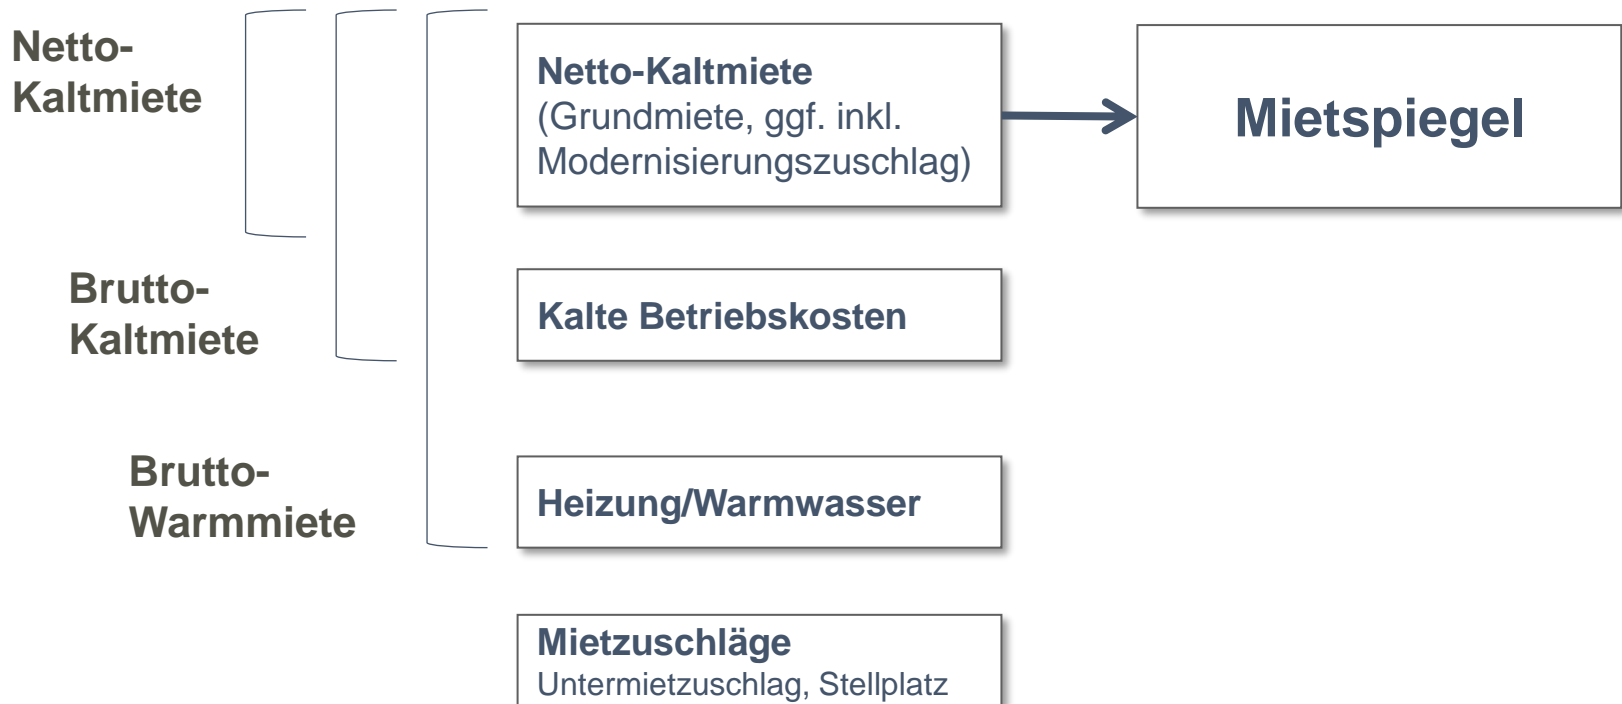 Netto-
Kaltmiete
Netto-Kaltmiete
(Grundmiete, ggf. inkl.
Modernisierungszuschlag)
Mietspiegel
Brutto-
Kaltmiete
Kalte Betriebskosten
Brutto-
Warmmiete
Heizung/Warmwasser
Mietzuschläge
Untermietzuschlag, Stellplatz